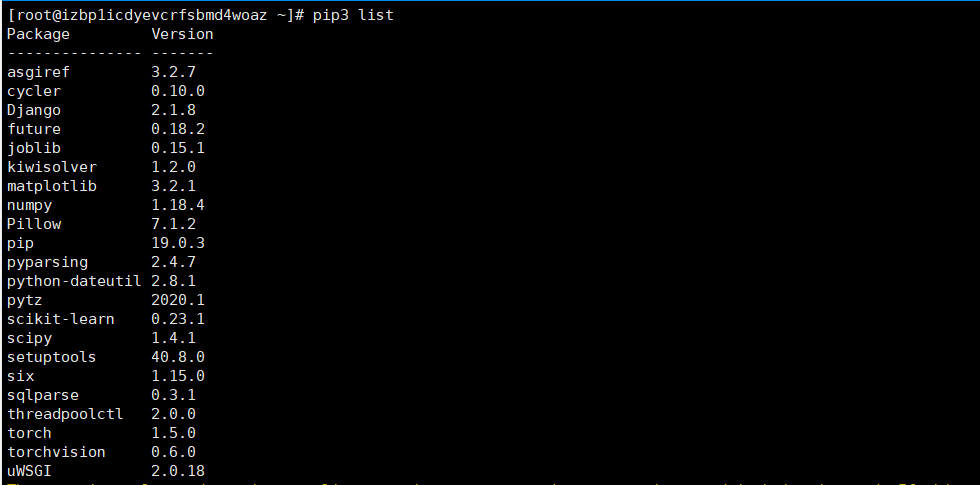 [root@izbp1icdyevcrfsbmd4woaz ~]# pip3 list
Package         Version
--------------- -------
asgiref         3.2.7
cycler          0.10.0
Django          2.1.8
future          0.18.2
joblib          0.15.1
kiwisolver      1.2.0
matplotlib      3.2.1
numpy           1.18.4
Pillow          7.1.2
pip             19.0.3
pyparsing       2.4.7
python-dateutil 2.8.1
pytz            2020.1
scikit-learn    0.23.1
scipy           1.4.1
setuptools      40.8.0
six             1.15.0
sqlparse        0.3.1
threadpoolctl   2.0.0
torch           1.5.0
torchvision     0.6.0
uWSGI           2.0.18